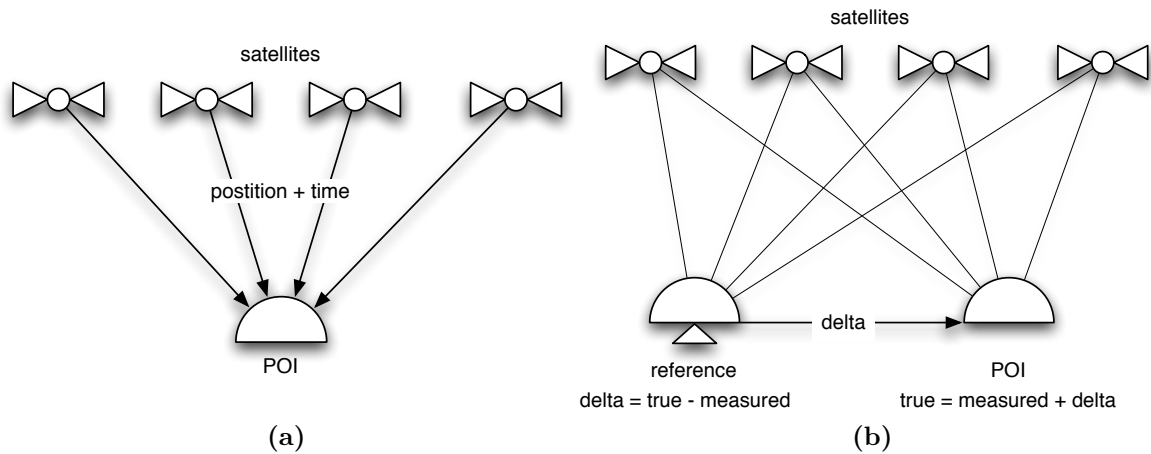 satellites
postition + time
POI
(a)
satellites
delta
reference
delta = true - measured
POI
true = measured + delta
(b)